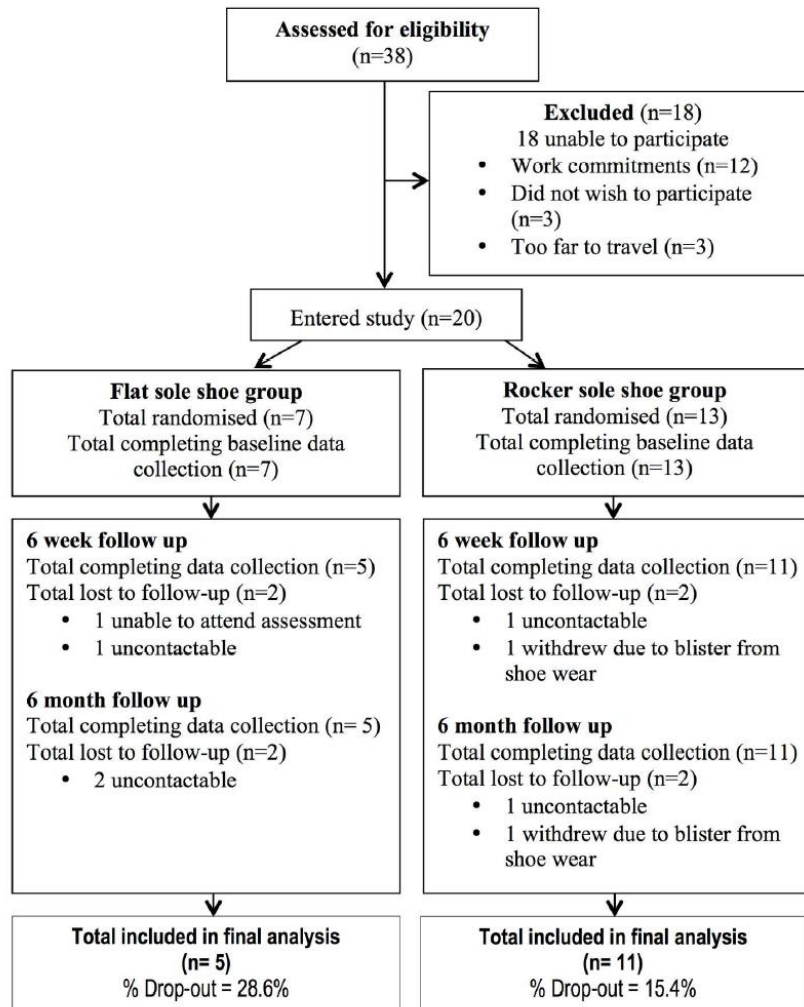 Assessed for eligibility
(n=38)
Excluded (n=18)
18 unable to participate
• Work commitments (n=12)
• Did not wish to participate
(n=3)
• Too far to travel (n=3)
Entered study (n=20)
Flat sole shoe group
Total randomised (n=7)
Total completing baseline data
collection (n=7)
Rocker sole shoe group
Total randomised (n=13)
Total completing baseline data
collection (n=13)
6 week follow up
Total completing data collection (n=5)
Total lost to follow-up (n=2)
• 1 unable to attend assessment
• 1 uncontactable
6 month follow up
Total completing data collection (n= 5)
Total lost to follow-up (n=2)
• 2 uncontactable
6 week follow up
Total completing data collection (n=11)
Total lost to follow-up (n=2)
• 1 uncontactable
• 1 withdrew due to blister from
shoe wear
6 month follow up
Total completing data collection (n=11)
Total lost to follow-up (n=2)
• 1 uncontactable
• 1 withdrew due to blister from
shoe wear
Total included in final analysis
(n= 5)
% Drop-out = 28.6%
Total included in final analysis
(n= 11)
% Drop-out = 15.4%